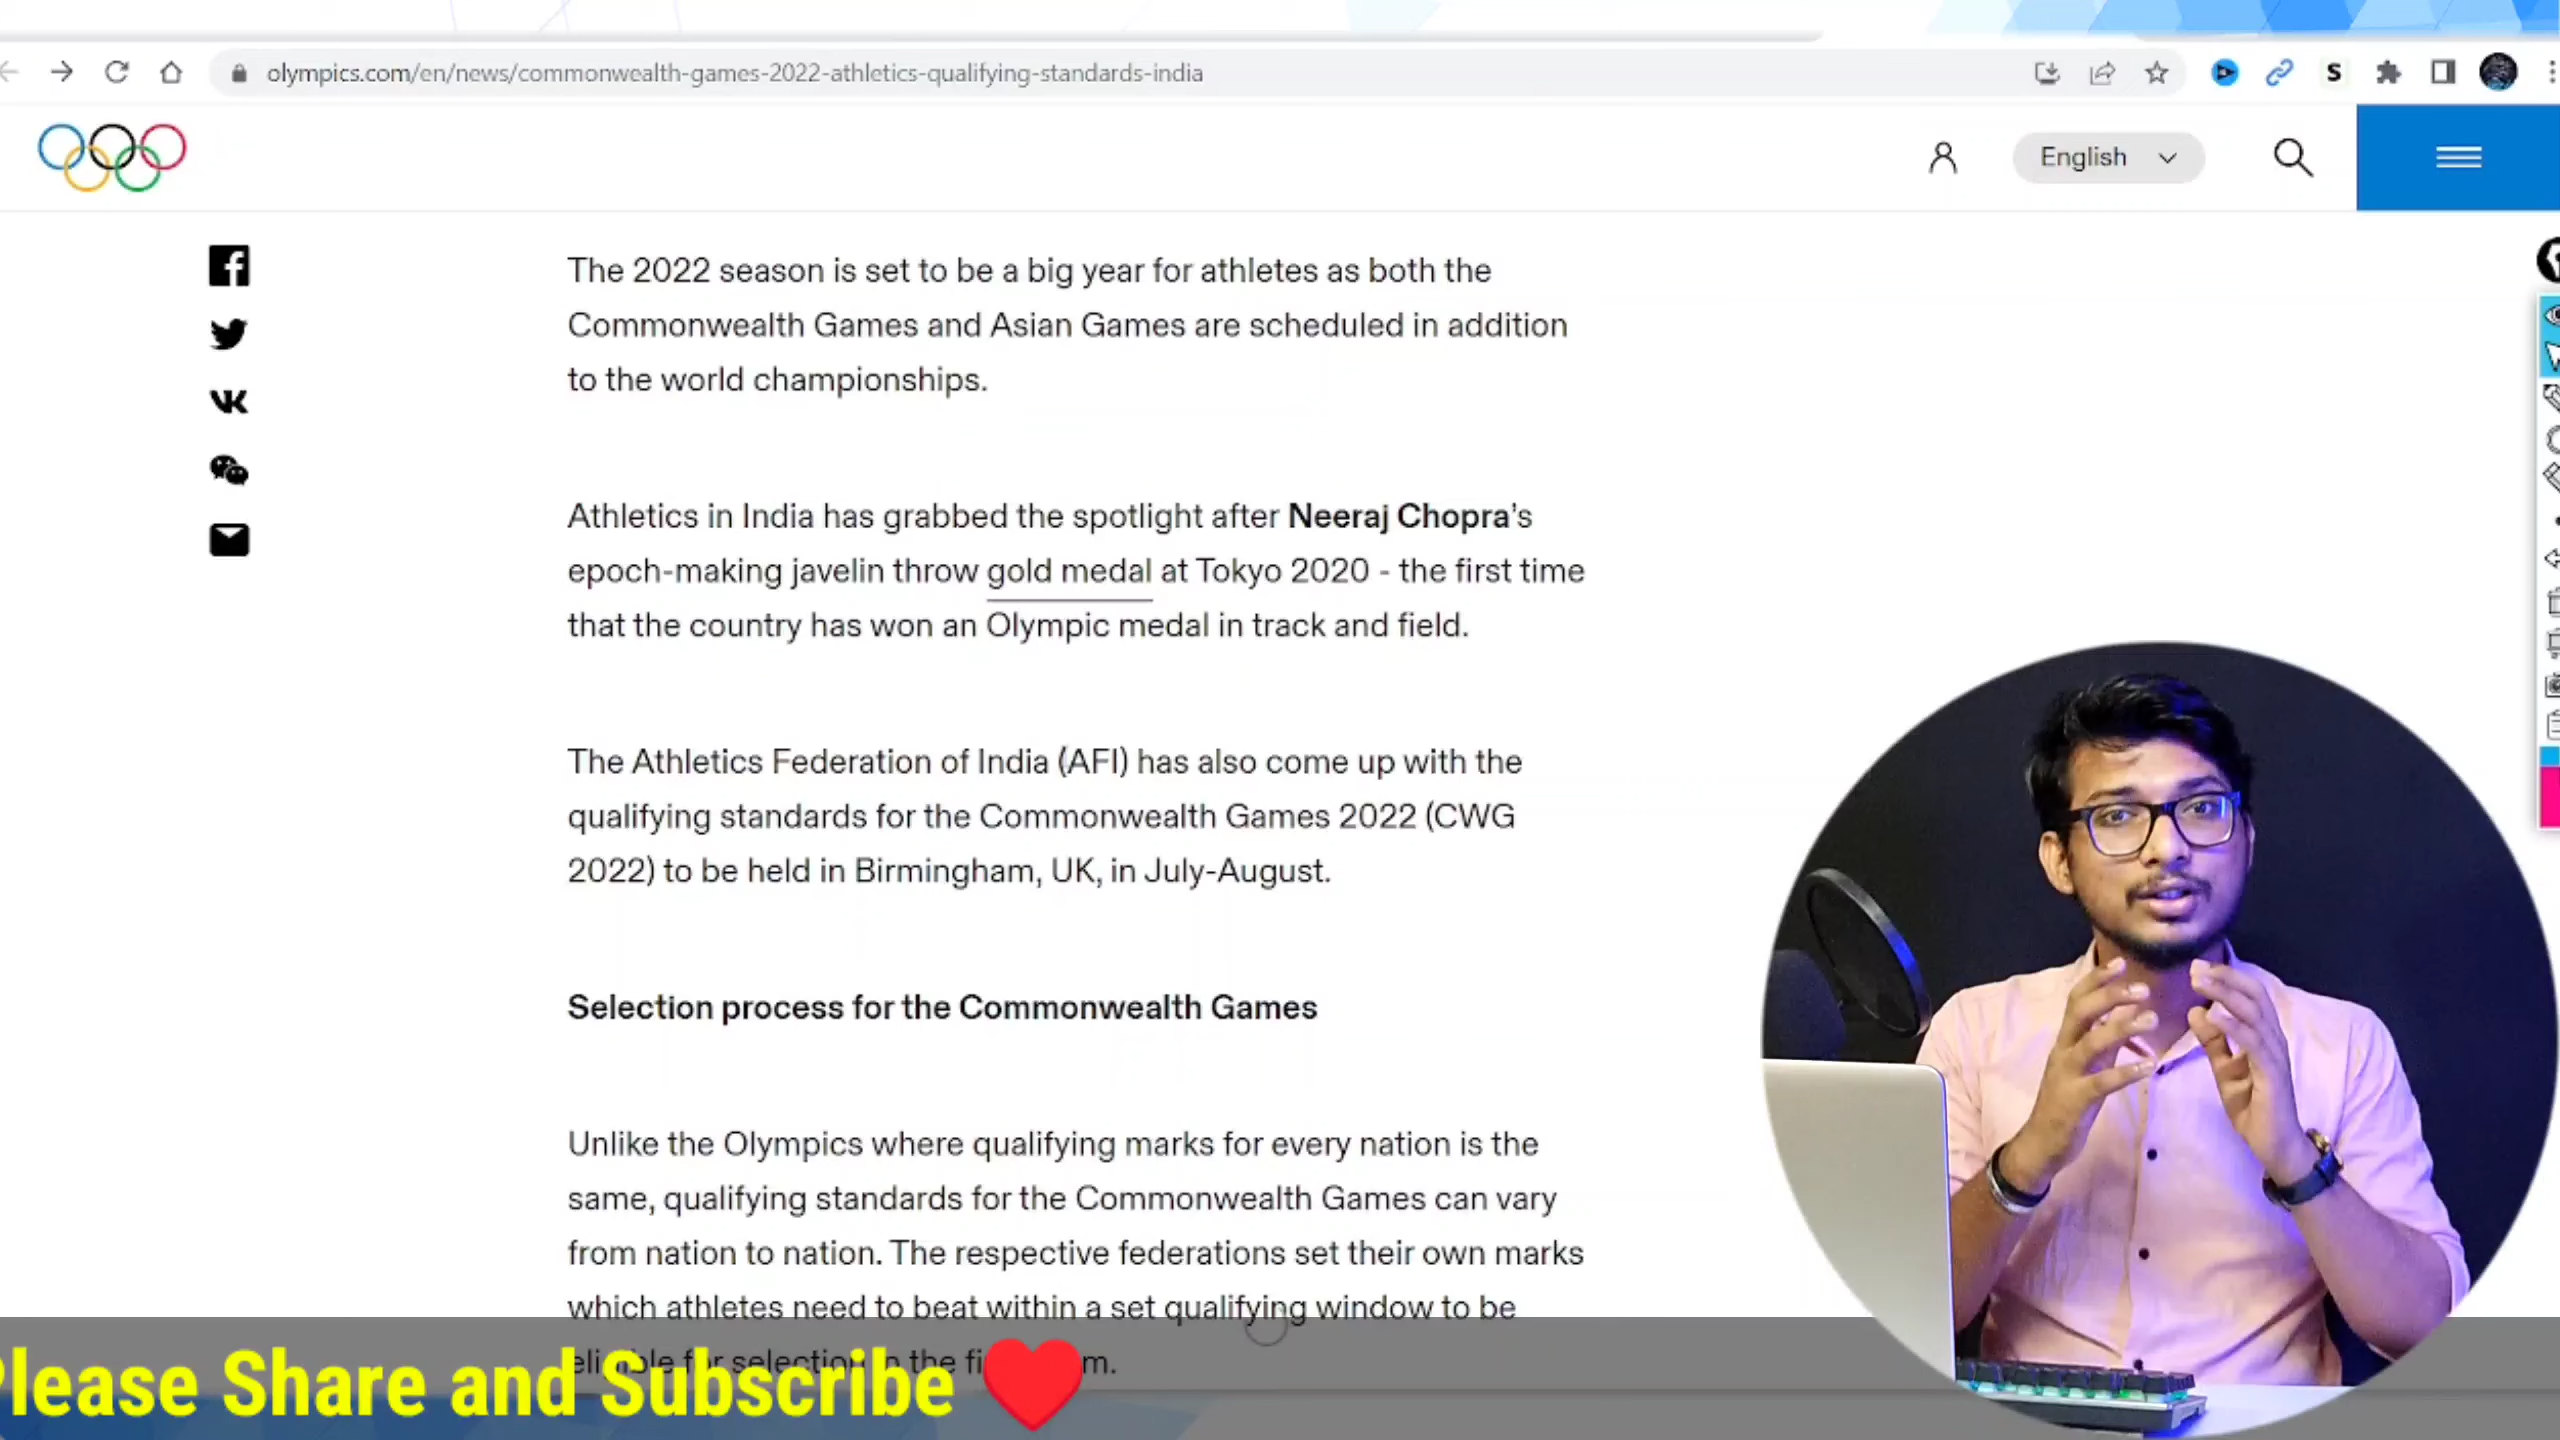 olympics.com/en/news/commonwealth-games-2022-athletics-qualifying-standards-india
S
English
The 2022 season is set to be a big year for athletes as both the
Commonwealth Games and Asian Games are scheduled in addition
to the world championships.
Athletics in India has grabbed the spotlight after Neeraj Chopra's
epoch-making javelin throw gold medal at Tokyo 2020 - the first time
that the country has won an Olympic medal in track and field.
The Athletics Federation of India (AFI) has also come up with the
qualifying standards for the Commonwealth Games 2022 (CWG
2022) to be held in Birmingham, UK, in July-August.
Selection process for the Commonwealth Games
Unlike the Olympics where qualifying marks for every nation is the
same, qualifying standards for the Commonwealth Games can vary
from nation to nation. The respective federations set their own marks
which athletes need to beat within a set qualifying window to be
for selection the
lease Share and Subscribe